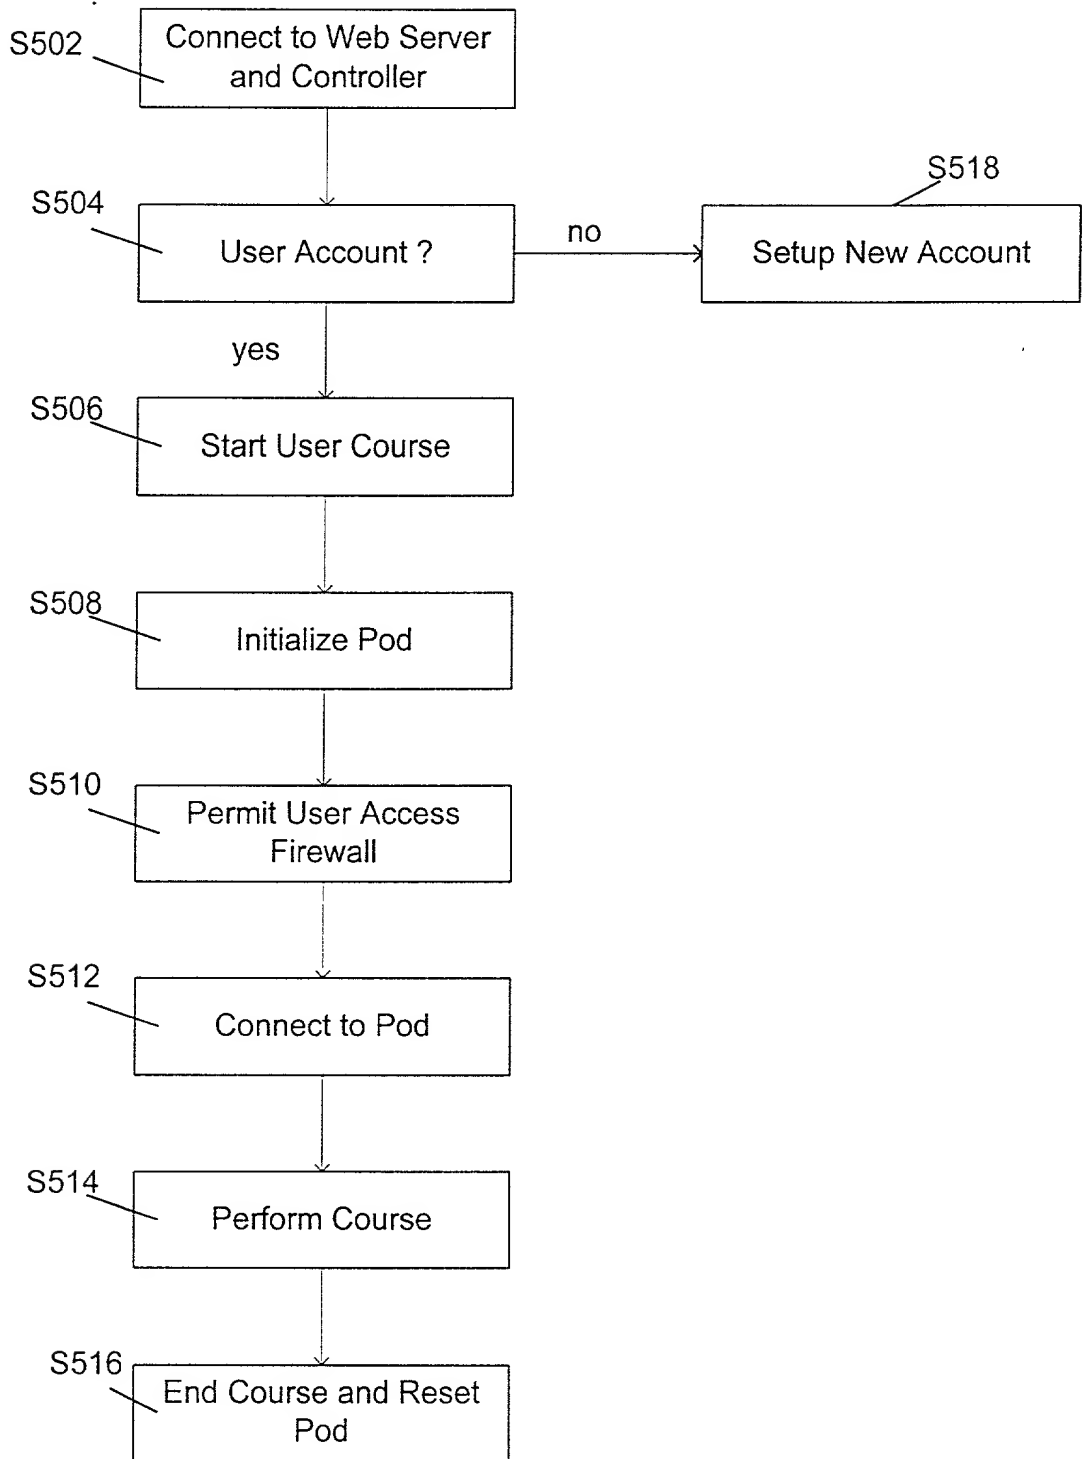 S502
Connect to Web Server
and Controller
S504
User Account ?
no
S518
Setup New Account
yes
S506
Start User Course
S508
Initialize Pod
S510
Permit User Access
Firewall
S512
Connect to Pod
S514
Perform Course
S516
End Course and Reset
Pod